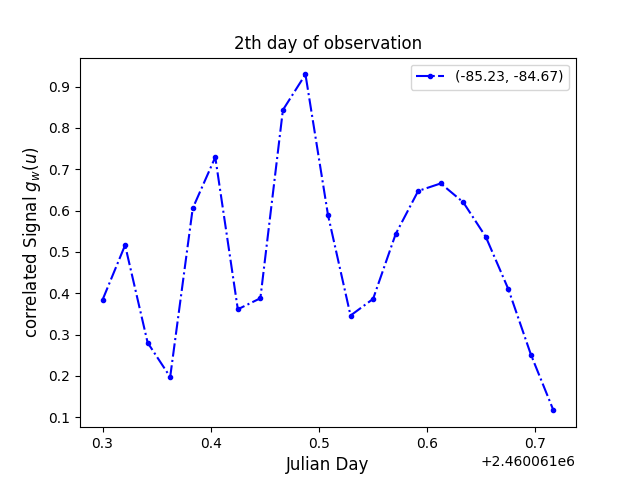 2th day of observation
(-85.23, -84.67)
correlated Signal g_w(u)
0.9
0.8
0.7
0.6
0.5
0.4
0.3
0.2
0.1
0.3 0.4 0.5 0.6 0.7
Julian Day
+2.460061e6